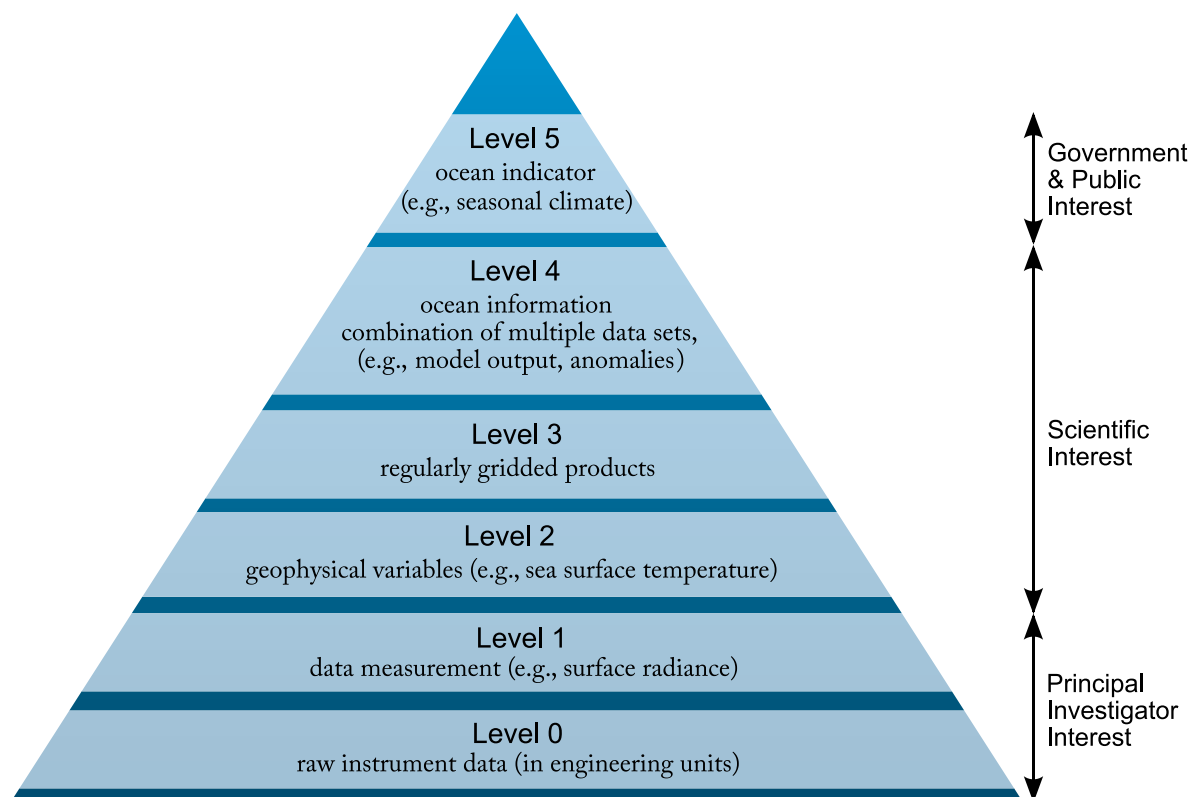 Level 5
ocean indicator
(e.g., seasonal climate)
Level 4
ocean information
combination of multiple data sets,
(e.g., model output, anomalies)
Level 3
regularly gridded products
Level 2
geophysical variables (e.g., sea surface temperature)
Level 1
data measurement (e.g., surface radiance)
Level 0
raw instrument data (in engineering units)
Government
& Public
Interest
Scientific
Interest
Principal
Investigator
Interest